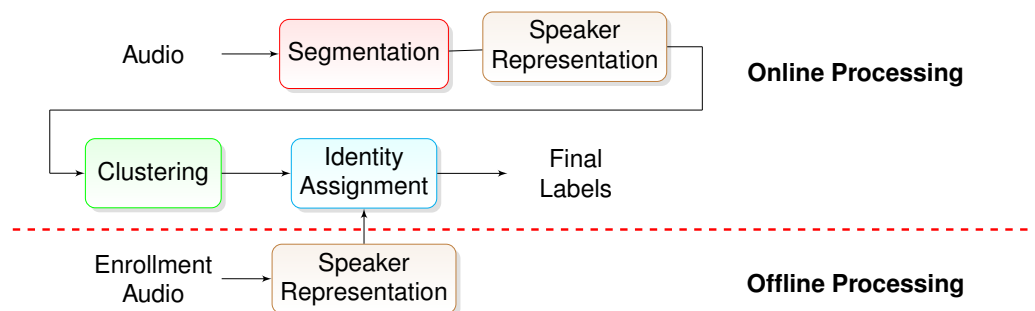 Audio
Segmentation
Speaker
Representation
Online Processing
Clustering
Identity
Assignment
Final
Labels
Enrollment
Audio
Speaker
Representation
Offline Processing